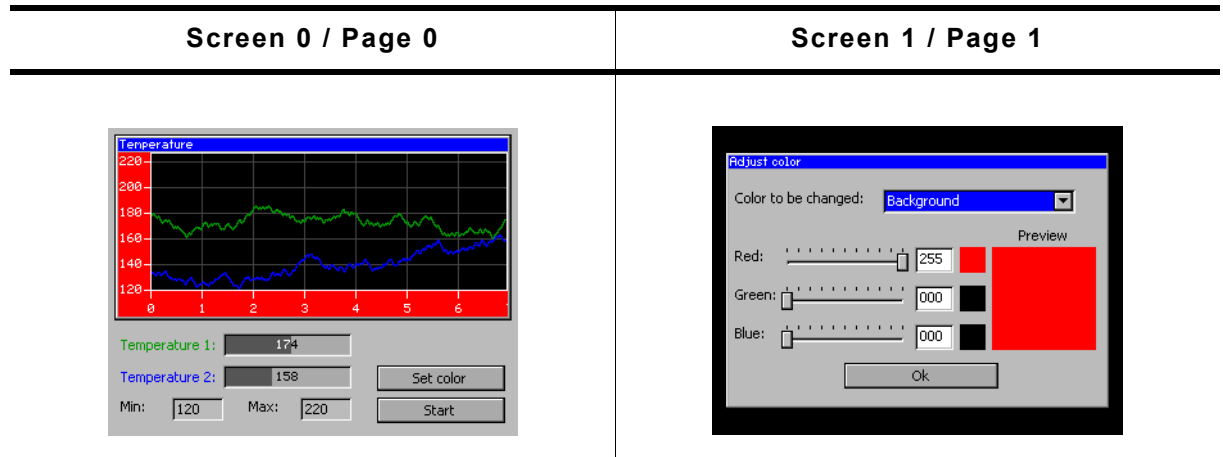 Screen 0 / Page 0
Screen 1 / Page 1
Temperature
220
200
180
160
140
120
0 1 2 3 4 5 6
Temperature 1: 174
Temperature 2: 158
Set color
Min: 120 Max: 220
Start
Adjust color
Color to be changed: Background
Preview
Red: 255
Green: 000
Blue: 000
Ok